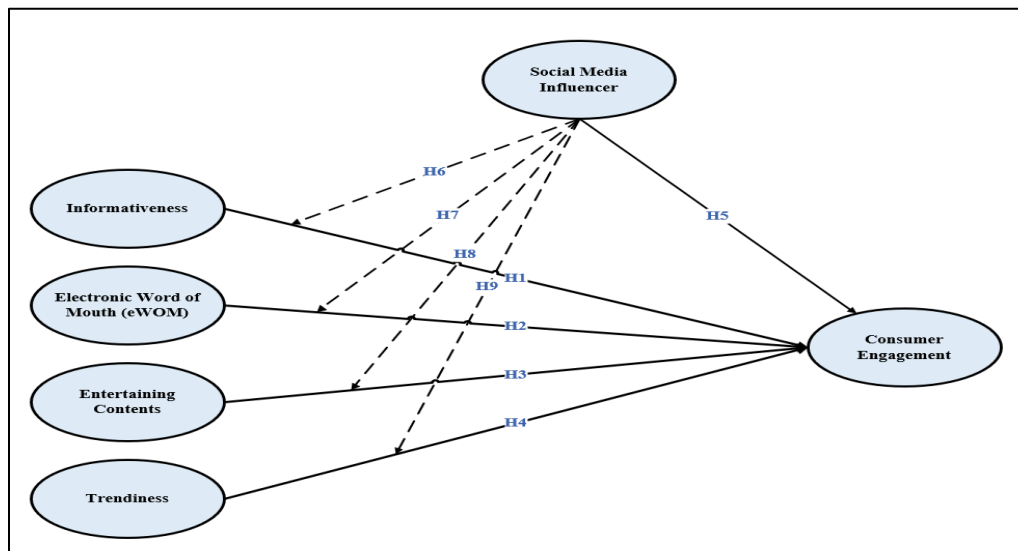 Social Media
Influencer
H6
Informativeness
H7
H5
H8
H1
H9
Electronic Word of
Mouth (eWOM)
H2
Consumer
Engagement
H3
Entertaining
Contents
H4
Trendiness